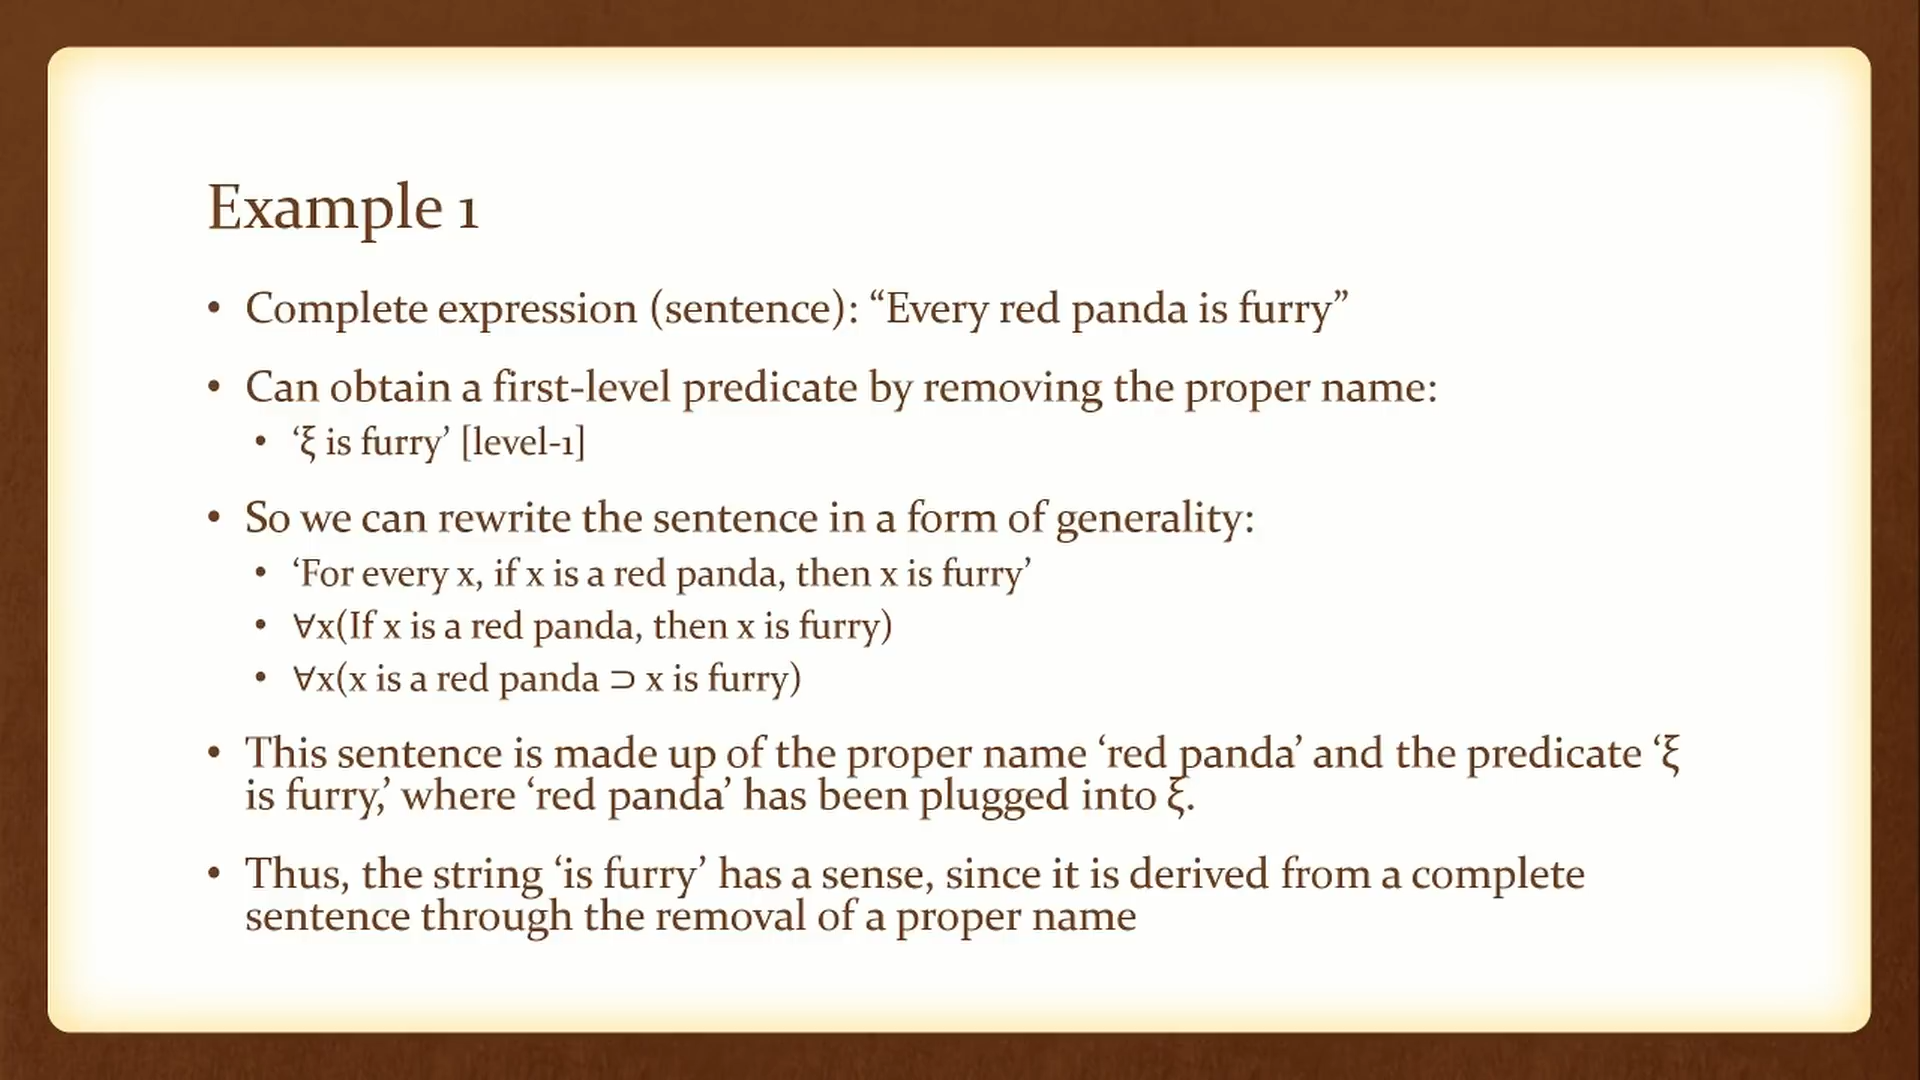 Example 1
• Complete expression (sentence): “Every red panda is furry”
• Can obtain a first-level predicate by removing the proper name:
• ‘ξ is furry’ [level-1]
• So we can rewrite the sentence in a form of generality:
• ‘For every x, if x is a red panda, then x is furry’
• ∀x(If x is a red panda, then x is furry)
• ∀x(x is a red panda ⊃ x is furry)
• This sentence is made up of the proper name ‘red panda’ and the predicate ‘ξ
is furry,’ where ‘red panda’ has been plugged into ξ.
• Thus, the string ‘is furry’ has a sense, since it is derived from a complete
sentence through the removal of a proper name